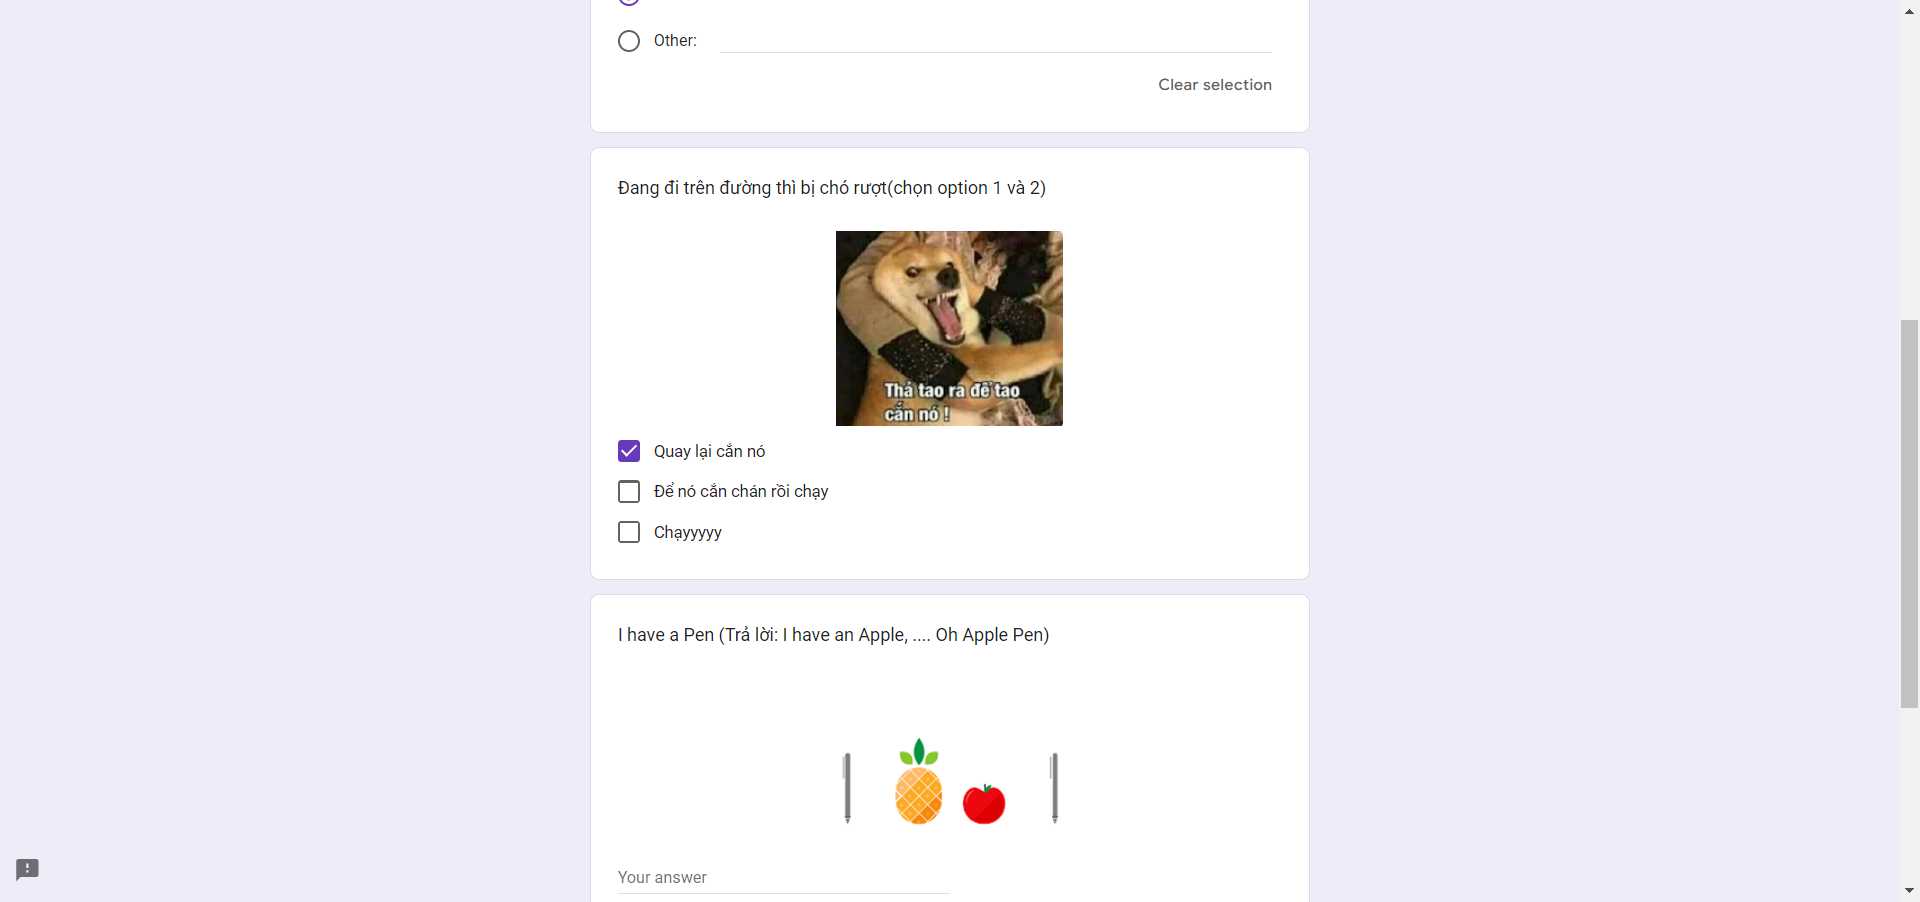 Other:
Clear selection
Đang đi trên đường thì bị chó rượt(chọn option 1 và 2)
Thả tao ra để tao
cắn nó !
Quay lại cắn nó
Để nó cắn chán rồi chạy
Chạyyyyy
I have a Pen (Trả lời: I have an Apple, .... Oh Apple Pen)
Your answer